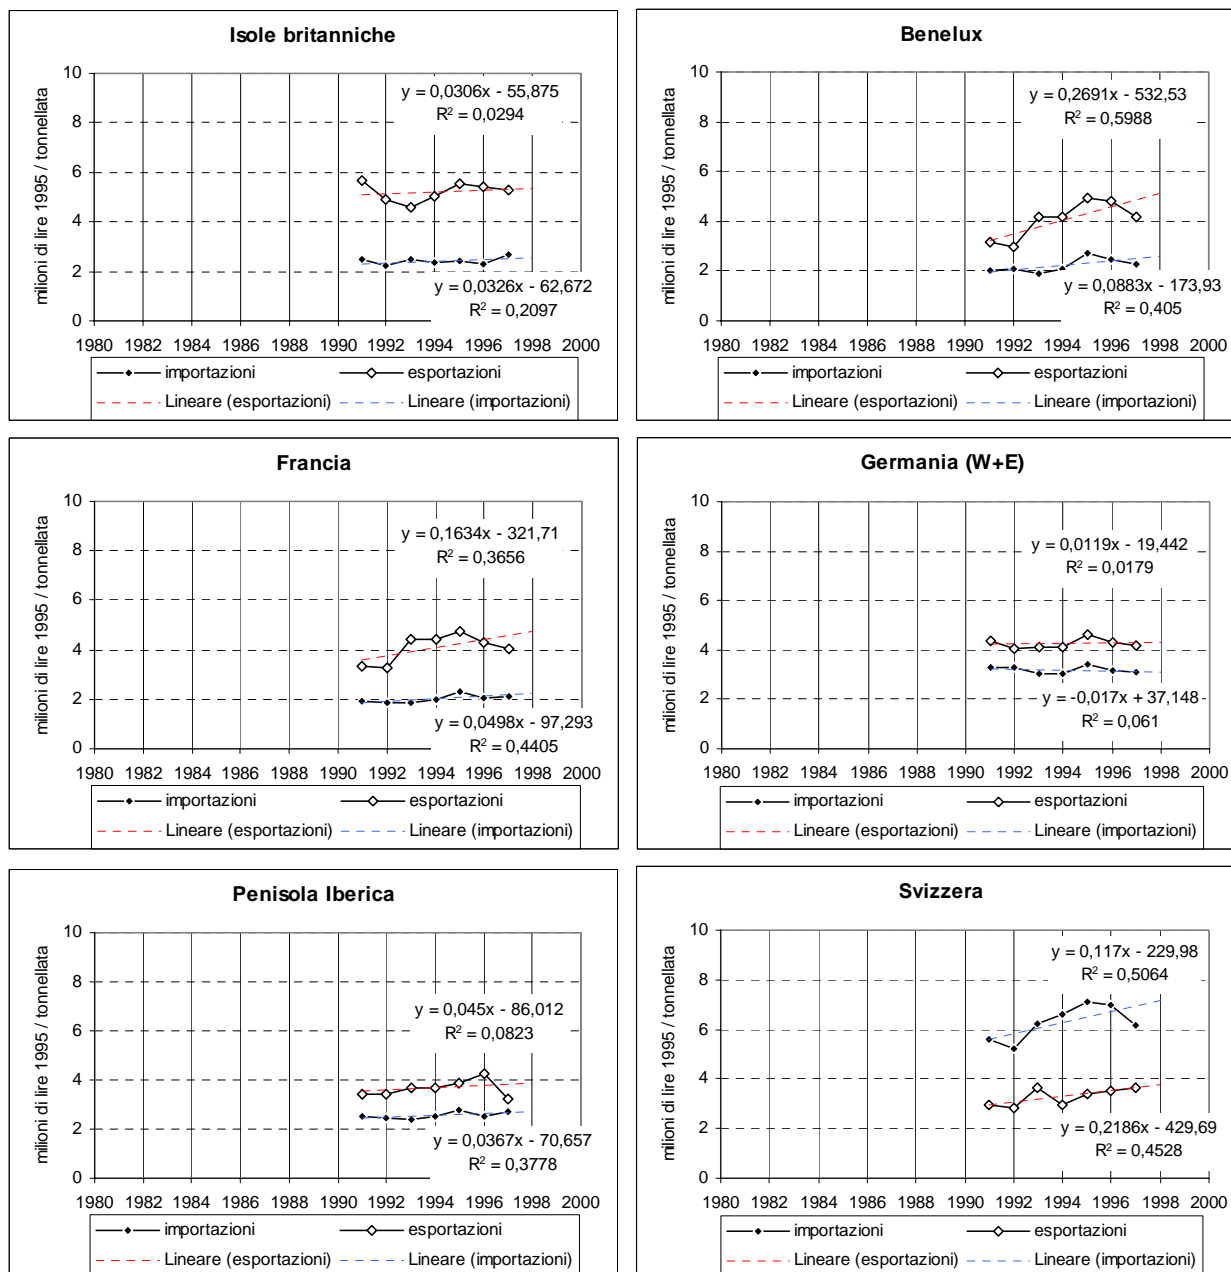 Isole britanniche
milioni di lire 1995 / tonnellata
10
8
6
4
2
0
y = 0,0306x - 55,875
R² = 0,0294
y = 0,0326x - 62,672
R² = 0,2097
1980 1982 1984 1986 1988 1990 1992 1994 1996 1998 2000
importazioni esportazioni
Lineare (esportazioni) Lineare (importazioni)
Benelux
milioni di lire 1995 / tonnellata
10
8
6
4
2
0
y = 0,2691x - 532,53
R² = 0,5988
y = 0,0883x - 173,93
R² = 0,405
1980 1982 1984 1986 1988 1990 1992 1994 1996 1998 2000
importazioni esportazioni
Lineare (esportazioni) Lineare (importazioni)
Francia
milioni di lire 1995 / tonnellata
10
8
6
4
2
0
y = 0,1634x - 321,71
R² = 0,3656
y = 0,0498x - 97,293
R² = 0,4405
1980 1982 1984 1986 1988 1990 1992 1994 1996 1998 2000
importazioni esportazioni
Lineare (esportazioni) Lineare (importazioni)
Germania (W+E)
milioni di lire 1995 / tonnellata
10
8
6
4
2
0
y = 0,0119x - 19,442
R² = 0,0179
y = -0,017x + 37,148
R² = 0,061
1980 1982 1984 1986 1988 1990 1992 1994 1996 1998 2000
importazioni esportazioni
Lineare (esportazioni) Lineare (importazioni)
Penisola Iberica
milioni di lire 1995 / tonnellata
10
8
6
4
2
0
y = 0,045x - 86,012
R² = 0,0823
y = 0,0367x - 70,657
R² = 0,3778
1980 1982 1984 1986 1988 1990 1992 1994 1996 1998 2000
importazioni esportazioni
Lineare (esportazioni) Lineare (importazioni)
Svizzera
milioni di lire 1995 / tonnellata
10
8
6
4
2
0
y = 0,117x - 229,98
R² = 0,5064
y = 0,2186x - 429,69
R² = 0,4528
1980 1982 1984 1986 1988 1990 1992 1994 1996 1998 2000
importazioni esportazioni
Lineare (esportazioni) Lineare (importazioni)